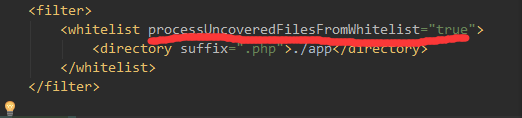 <filter>
<whitelist processUncoveredFilesFromWhitelist="true">
<directory suffix=".php">./app</directory>
</whitelist>
</filter>